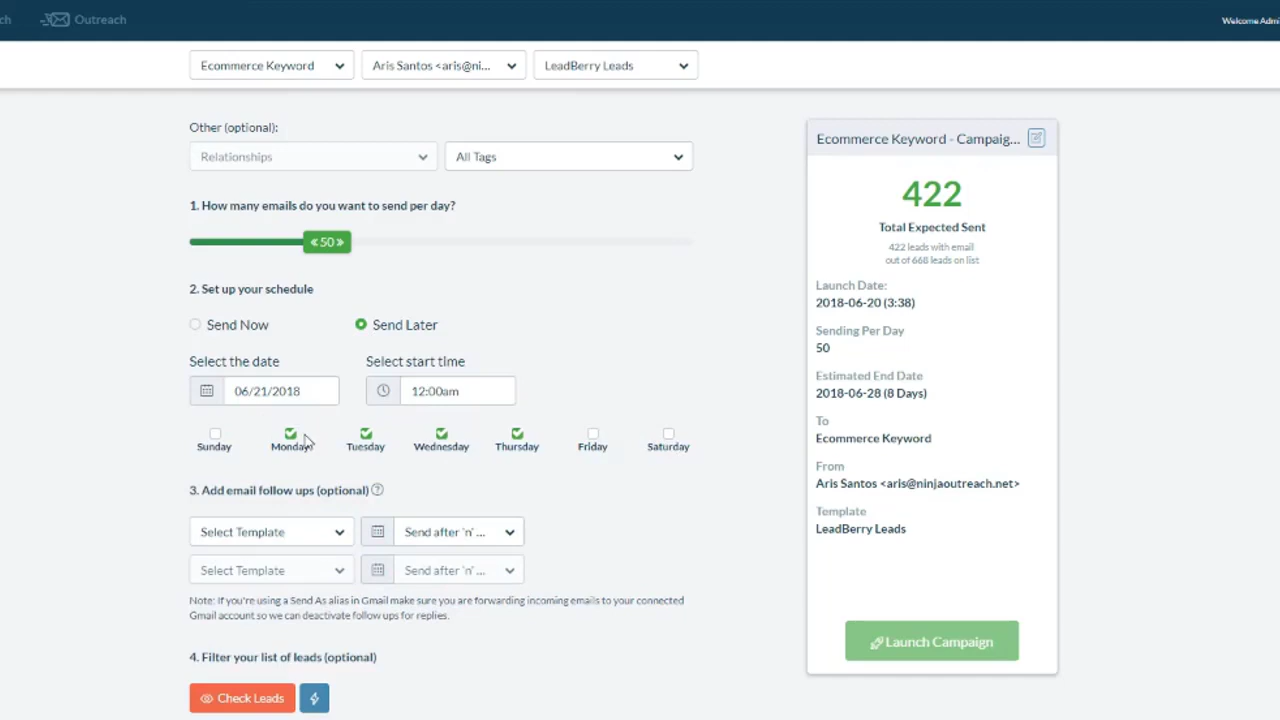 ch
Outreach
Welcome Admi
Ecommerce Keyword
Aris Santos <aris@ni...
LeadBerry Leads
Other (optional):
Relationships
All Tags
1. How many emails do you want to send per day?
« 50 »
2. Set up your schedule
Send Now
Send Later
Select the date
Select start time
06/21/2018
12:00am
Sunday
Monday
Tuesday
Wednesday
Thursday
Friday
Saturday
3. Add email follow ups (optional) ?
Select Template
Send after 'n' ...
Select Template
Send after 'n' ...
Note: If you're using a Send As alias in Gmail make sure you are forwarding incoming emails to your connected
Gmail account so we can deactivate follow ups for replies.
4. Filter your list of leads (optional)
Check Leads
Ecommerce Keyword - Campaig...
422
Total Expected Sent
422 leads with email
out of 668 leads on list
Launch Date:
2018-06-20 (3:38)
Sending Per Day
50
Estimated End Date
2018-06-28 (8 Days)
To
Ecommerce Keyword
From
Aris Santos <aris@ninjaoutreach.net>
Template
LeadBerry Leads
Launch Campaign